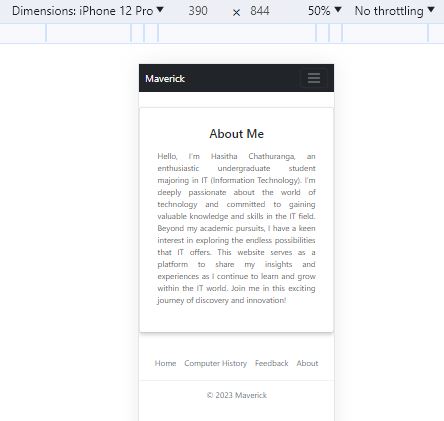 Dimensions: iPhone 12 Pro 390 × 844 50% No throttling
Maverick
About Me
Hello, I'm Hasitha Chathuranga, an
enthusiastic undergraduate student
majoring in IT (Information Technology). I'm
deeply passionate about the world of
technology and committed to gaining
valuable knowledge and skills in the IT field.
Beyond my academic pursuits, I have a keen
interest in exploring the endless possibilities
that IT offers. This website serves as a
platform to share my insights and
experiences as I continue to learn and grow
within the IT world. Join me in this exciting
journey of discovery and innovation!
Home Computer History Feedback About
© 2023 Maverick